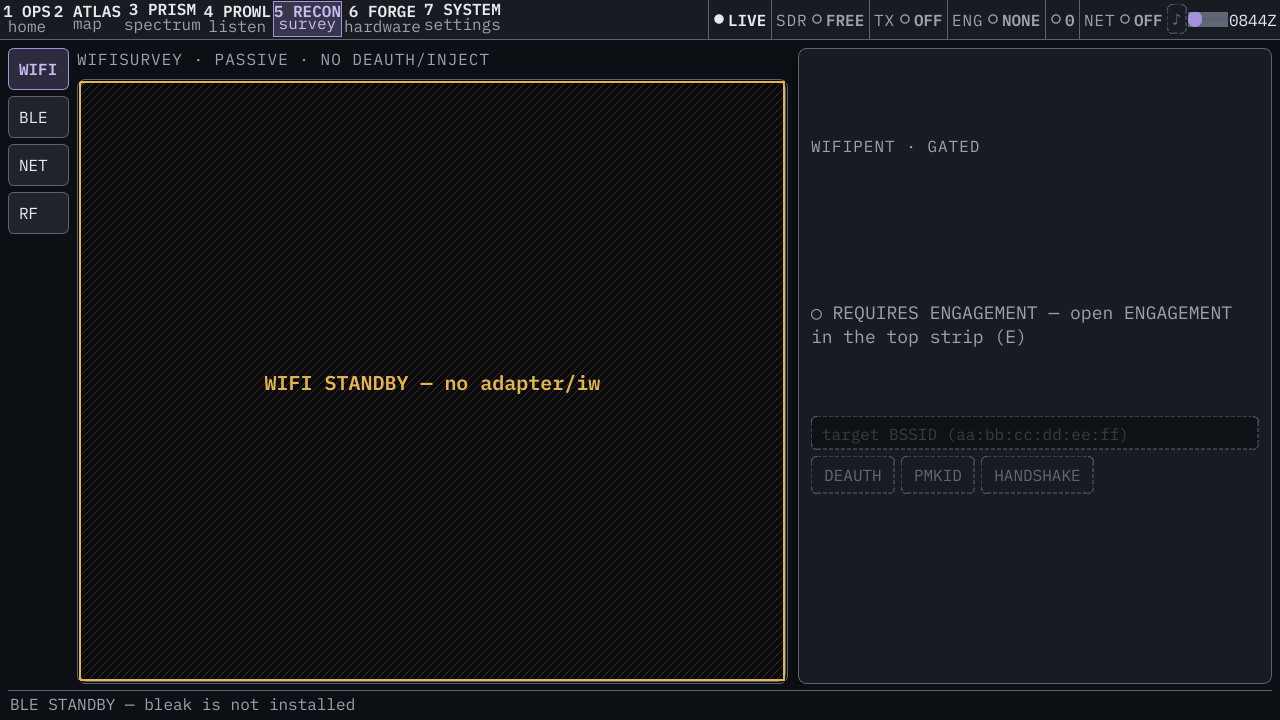 1 OPS 2 ATLAS 3 PRISM 4 PROWL 5 RECON 6 FORGE 7 SYSTEM
home map spectrum listen survey hardware settings
● LIVE SDR ○ FREE TX ○ OFF ENG ○ NONE ○ 0 NET ○ OFF ♪ 0844Z
WIFI
BLE
NET
RF
WIFISURVEY · PASSIVE · NO DEAUTH/INJECT
WIFI STANDBY — no adapter/iw
WIFIPENT · GATED
○ REQUIRES ENGAGEMENT — open ENGAGEMENT
in the top strip (E)
target BSSID (aa:bb:cc:dd:ee:ff)
DEAUTH PMKID HANDSHAKE
BLE STANDBY — bleak is not installed